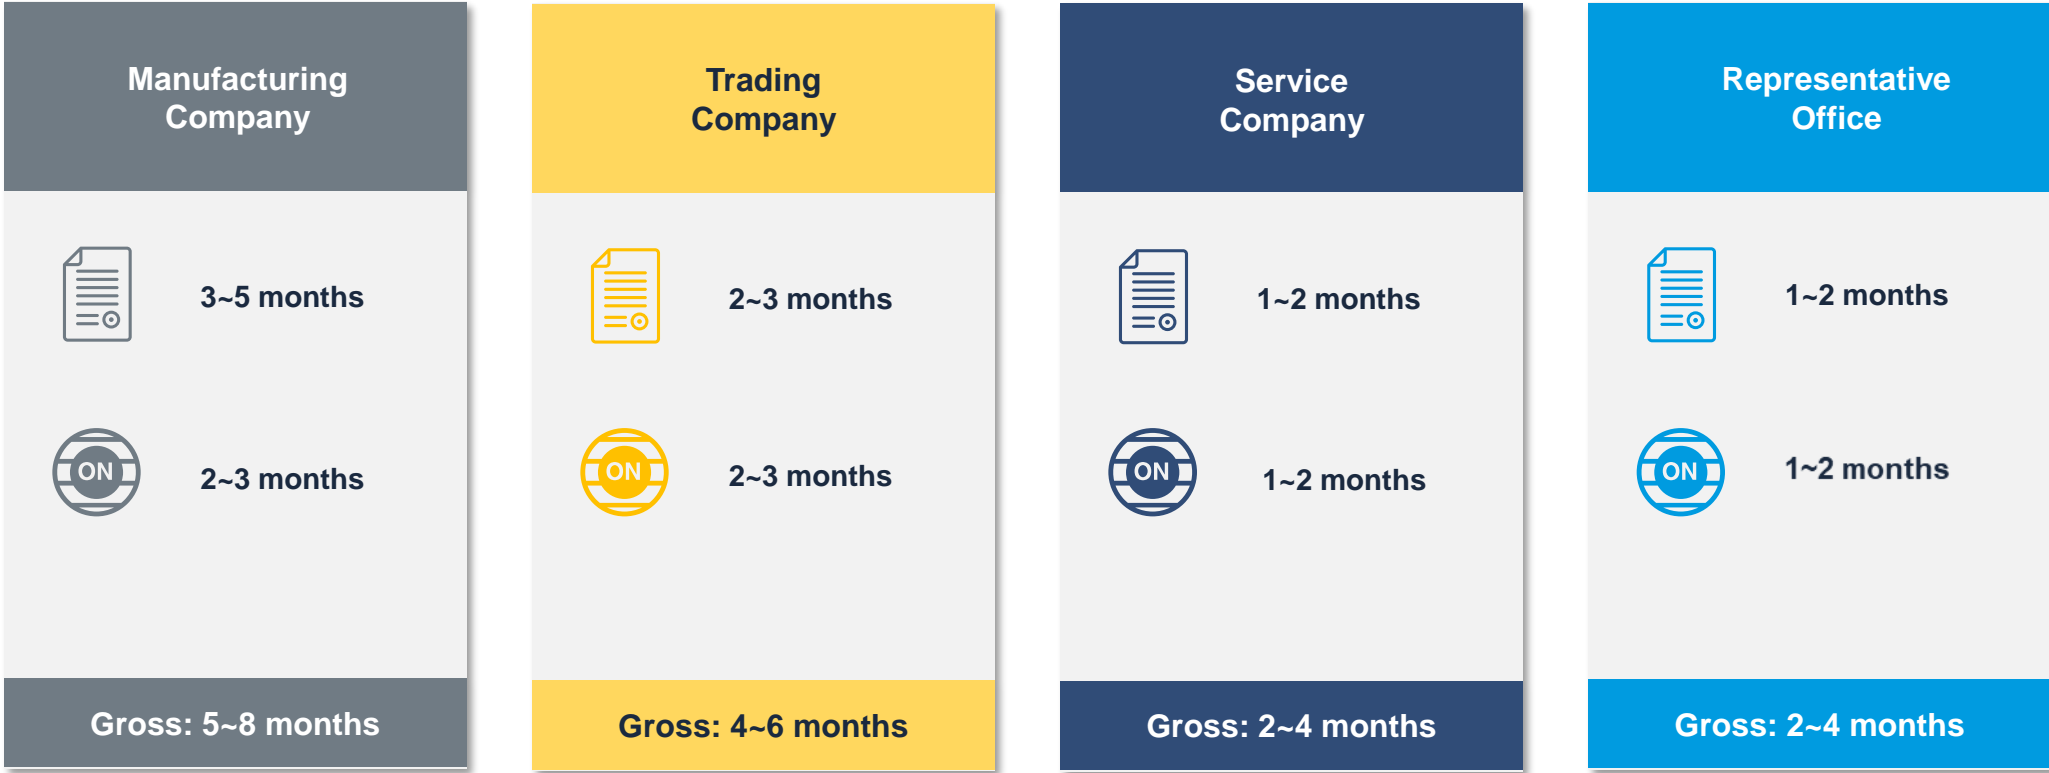 Manufacturing
Company
3~5 months
ON
2~3 months
Gross: 5~8 months
Trading
Company
2~3 months
ON
2~3 months
Gross: 4~6 months
Service
Company
1~2 months
ON
1~2 months
Gross: 2~4 months
Representative
Office
1~2 months
ON
1~2 months
Gross: 2~4 months